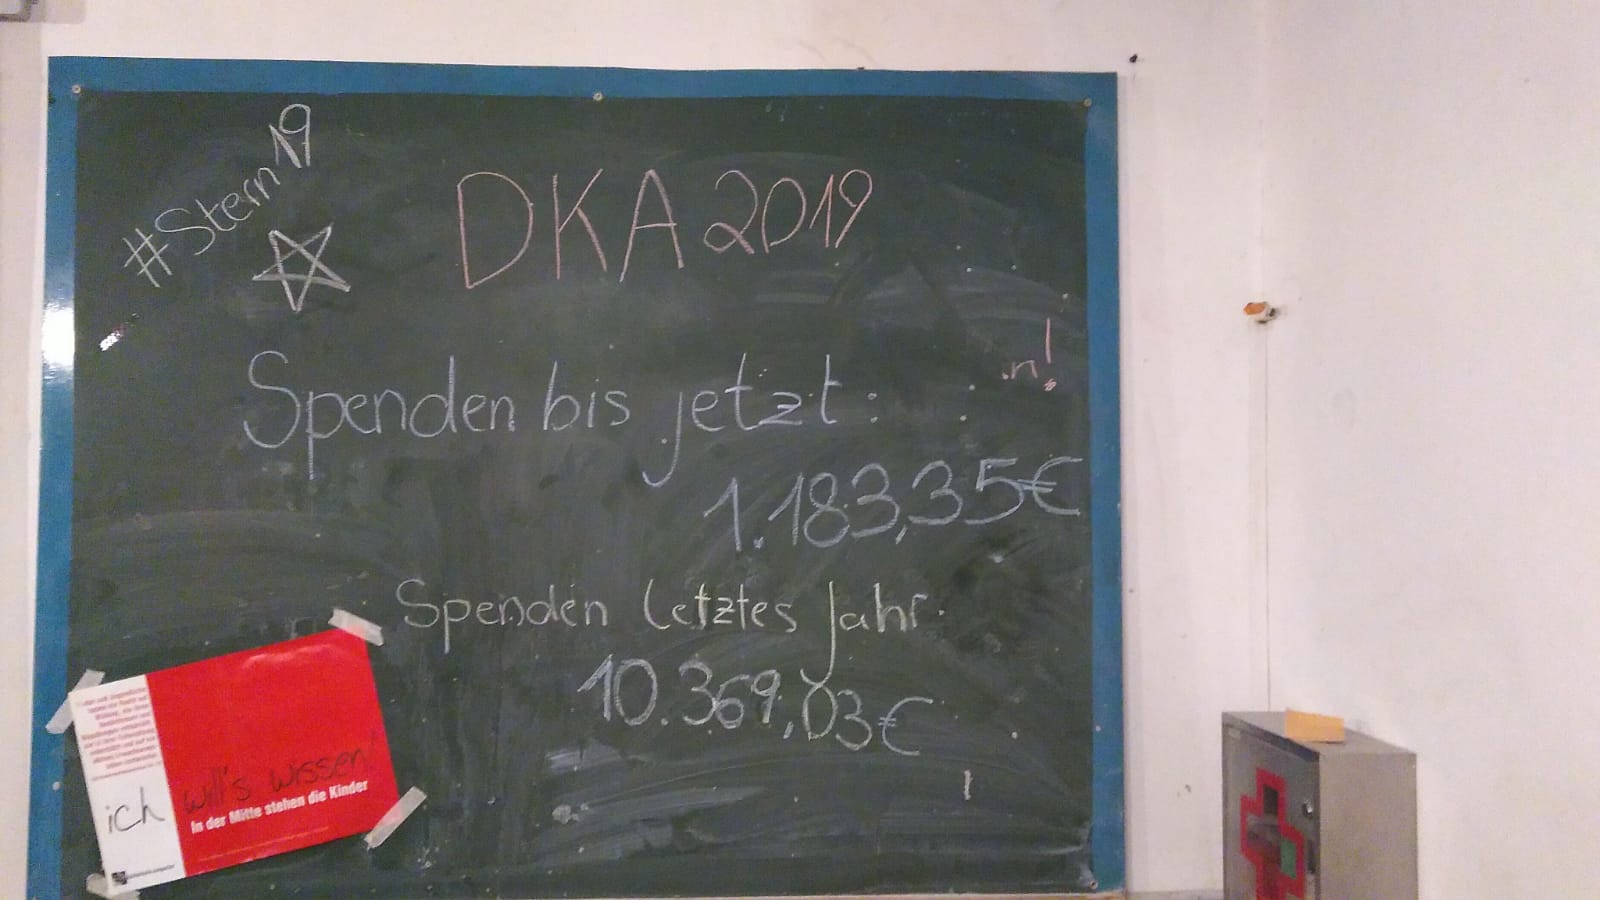 #Stern19
DKA 2019
n!
Spenden bis jetzt:
1.183,35€
Spenden letztes Jahr:
10.369,03€
ich will's wissen!
In der Mitte stehen die Kinder